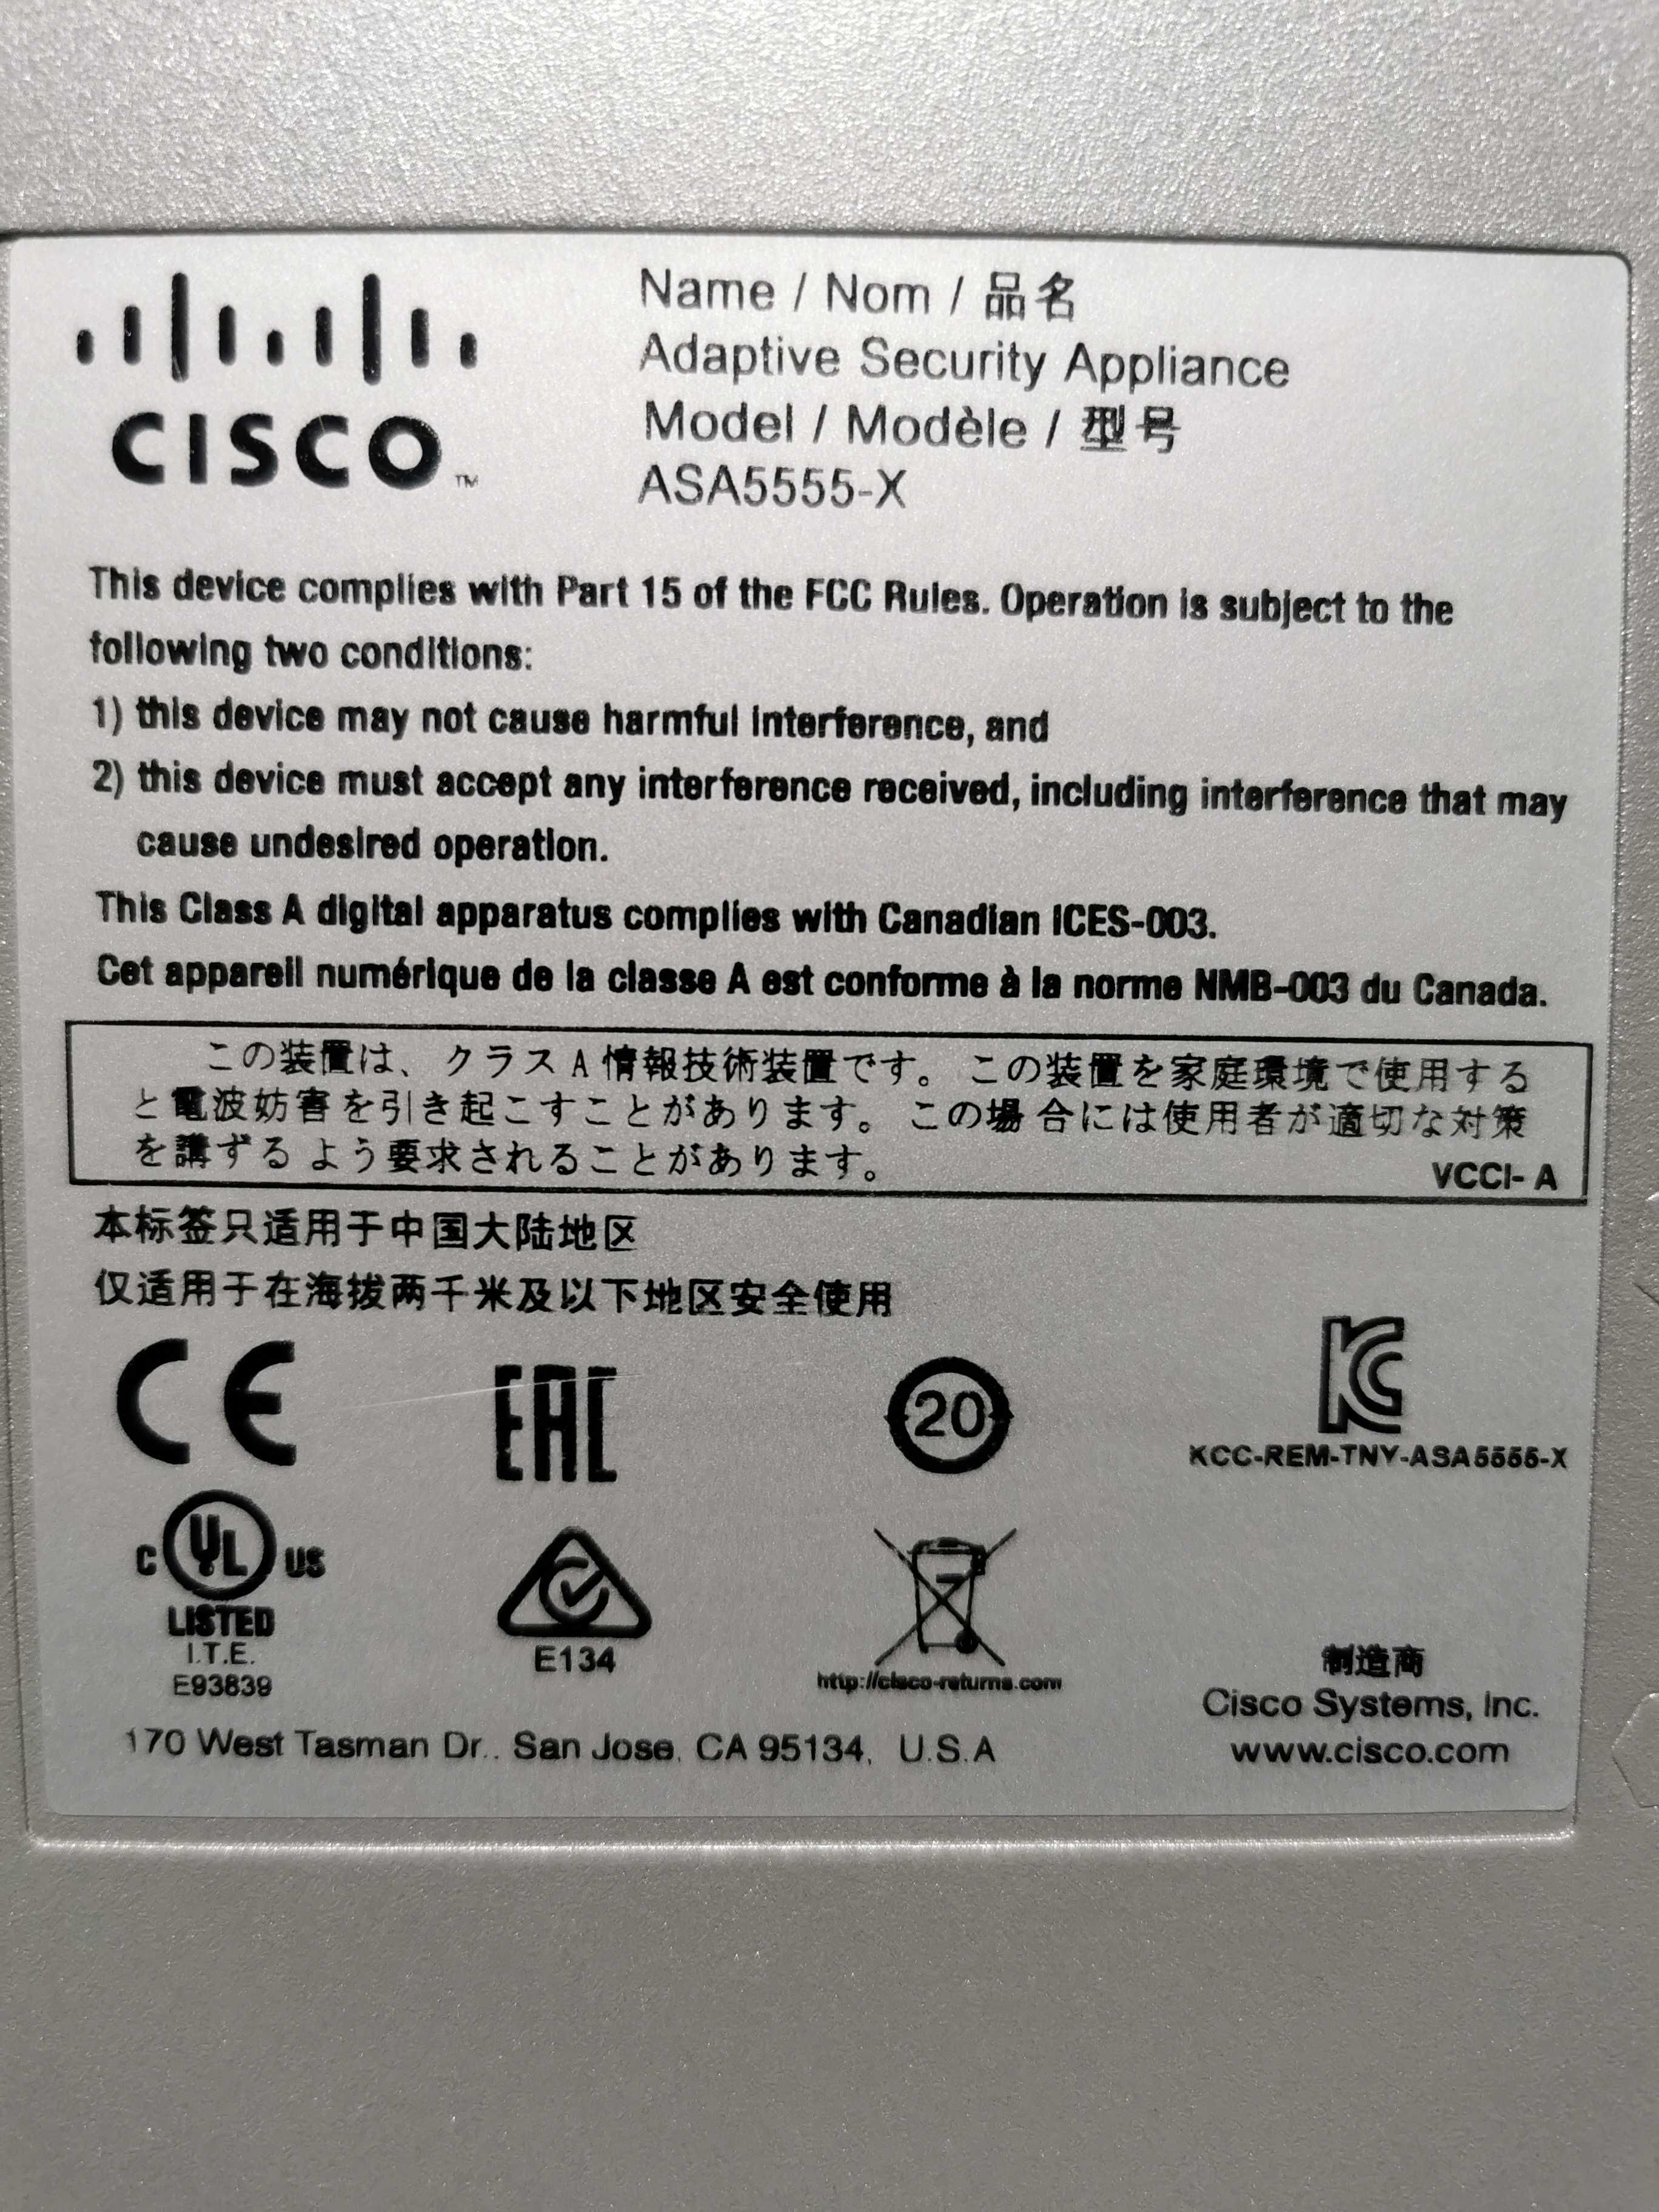 CISCO™
Name / Nom / 品名
Adaptive Security Appliance
Model / Modèle / 型号
ASA5555-X
This device complies with Part 15 of the FCC Rules. Operation is subject to the
following two conditions:
1) this device may not cause harmful interference, and
2) this device must accept any interference received, including interference that may
cause undesired operation.
This Class A digital apparatus complies with Canadian ICES-003.
Cet appareil numérique de la classe A est conforme à la norme NMB-003 du Canada.
この装置は、クラスA情報技術装置です。この装置を家庭環境で使用する
と電波妨害を引き起こすことがあります。この場合には使用者が適切な対策
を講ずるよう要求されることがあります。
VCCI- A
本标签只适用于中国大陆地区
仅适用于在海拔两千米及以下地区安全使用
CE
EAC
20
KC
KCC-REM-TNY-ASA5555-X
C UL US
LISTED
I.T.E.
E93839
E134
http://cisco-returns.com
制造商
Cisco Systems, Inc.
170 West Tasman Dr., San Jose, CA 95134, U.S.A
www.cisco.com